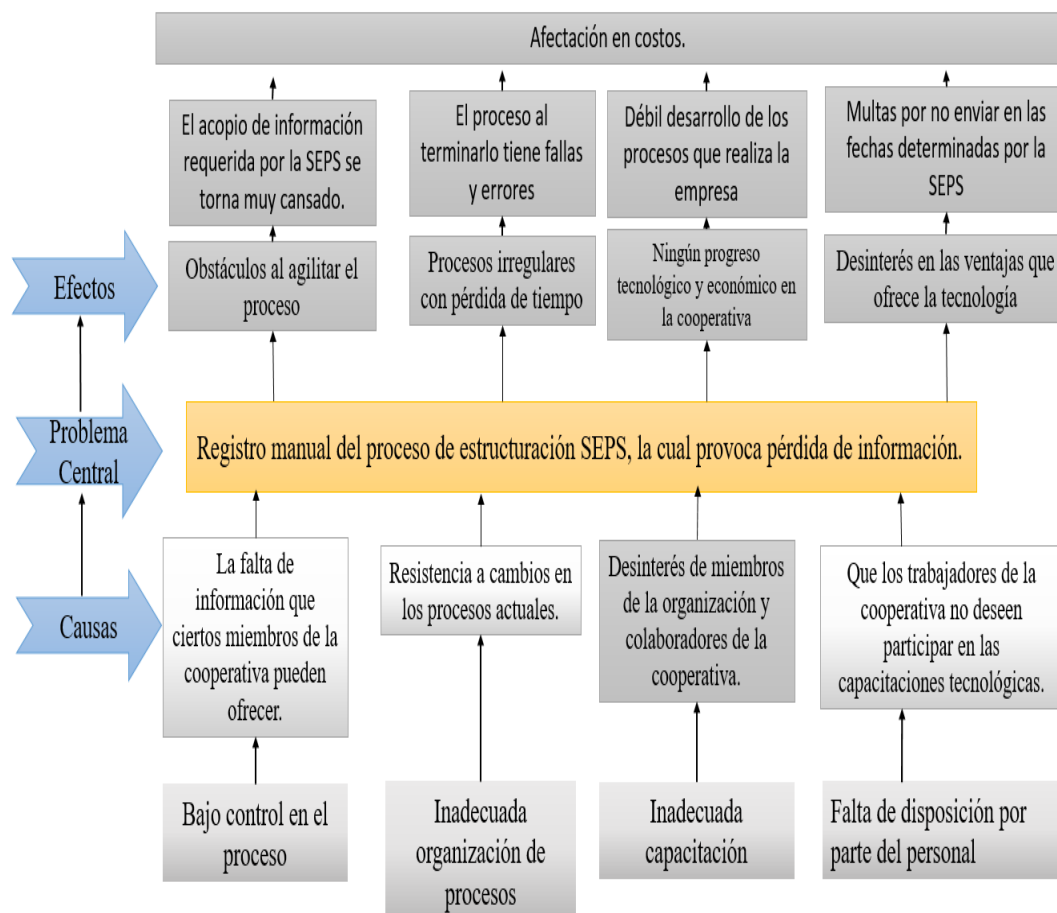 Afectación en costos.
El acopio de información
requerida por la SEPS se
torna muy cansado.
El proceso al
terminarlo tiene fallas
y errores
Débil desarrollo de los
procesos que realiza la
empresa
Multas por no enviar en las
fechas determinadas por la
SEPS
Efectos
Obstáculos al agilitar el
proceso
Procesos irregulares
con pérdida de tiempo
Ningún progreso
tecnológico y económico en
la cooperativa
Desinterés en las ventajas que
ofrece la tecnología
Problema
Central
Registro manual del proceso de estructuración SEPS, la cual provoca pérdida de información.
Causas
La falta de
información que
ciertos miembros de la
cooperativa pueden
ofrecer.
Resistencia a cambios en
los procesos actuales.
Desinterés de miembros
de la organización y
colaboradores de la
cooperativa.
Que los trabajadores de la
cooperativa no deseen
participar en las
capacitaciones tecnológicas.
Bajo control en el
proceso
Inadecuada
organización de
procesos
Inadecuada
capacitación
Falta de disposición por
parte del personal